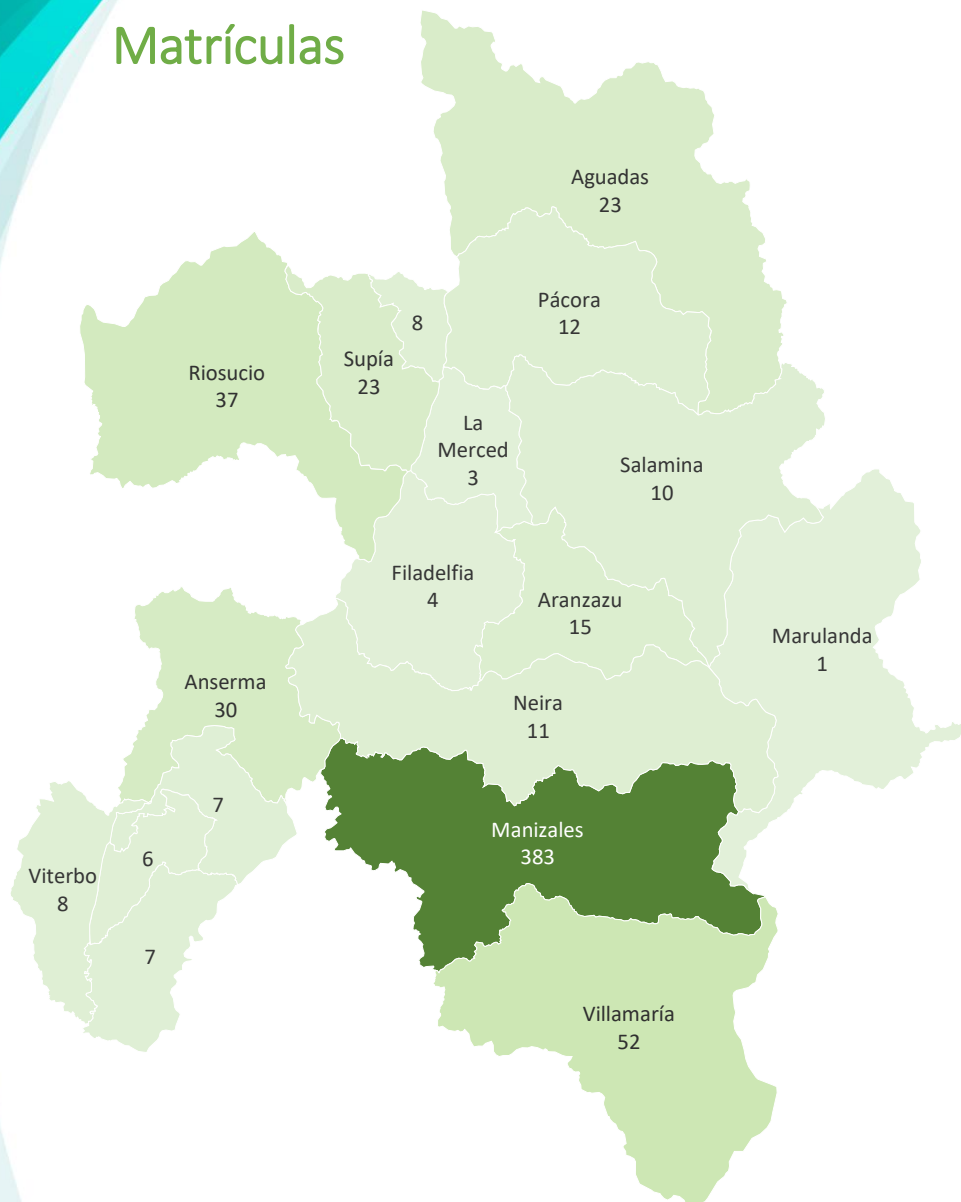 Matrículas
Aguadas
23
Pácora
12
8
Supía
23
Riosucio
37
La
Merced
3
Salamina
10
Filadelfia
4
Aranzazu
15
Marulanda
1
Anserma
30
Neira
11
7
Manizales
383
6
Viterbo
8
7
Villamaría
52